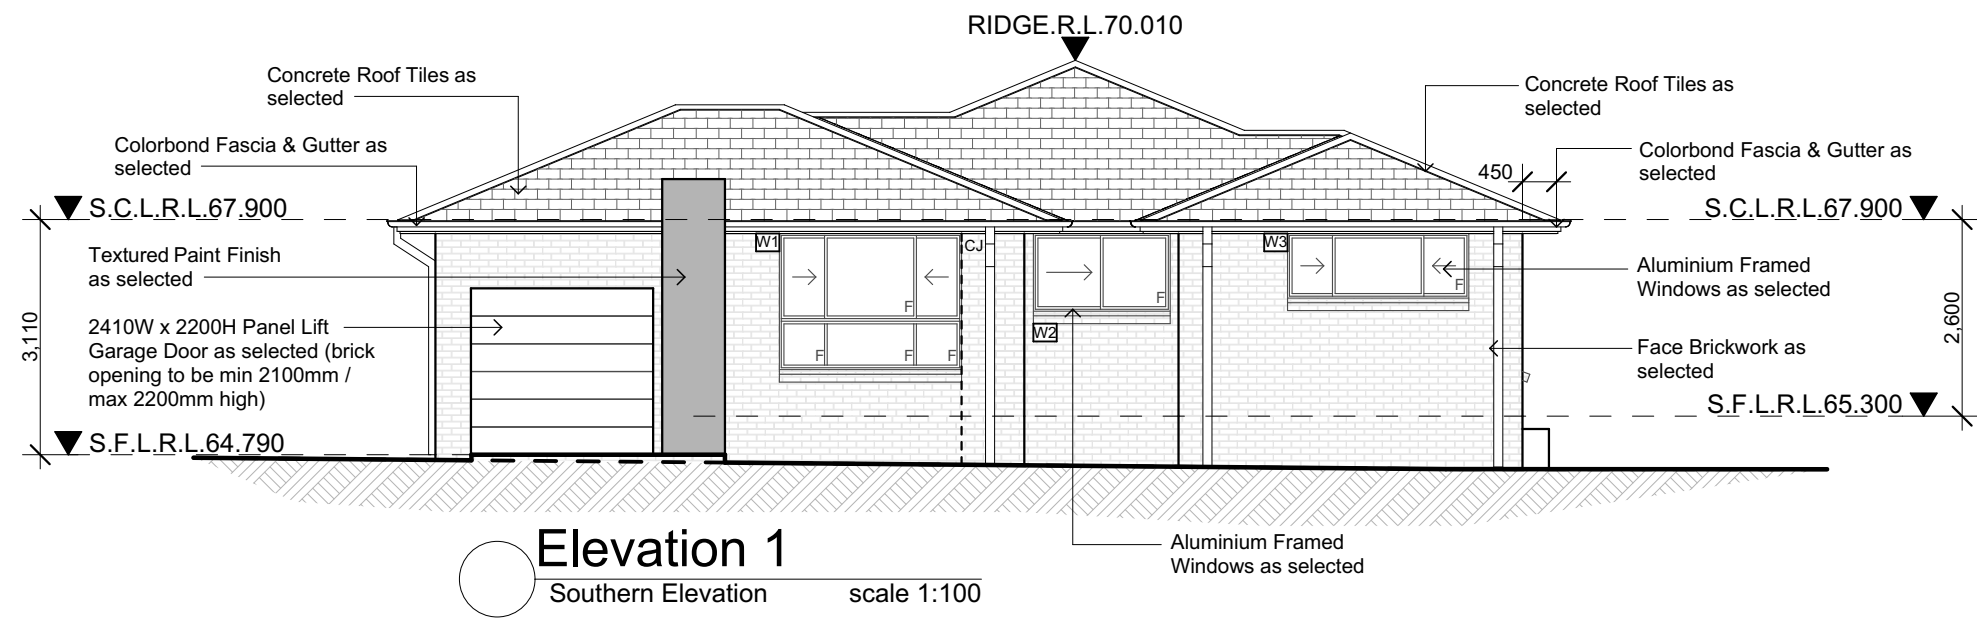 RIDGE.R.L.70.010
Concrete Roof Tiles as
selected
Colorbond Fascia & Gutter as
selected
S.C.L.R.L.67.900
Textured Paint Finish
as selected
2410W x 2200H Panel Lift
Garage Door as selected (brick
opening to be min 2100mm /
max 2200mm high)
3,110
S.F.L.R.L.64.790
W1
F
F
F
F
CJ
F
W2
W3
F
Concrete Roof Tiles as
selected
450
Colorbond Fascia & Gutter as
selected
S.C.L.R.L.67.900
Aluminium Framed
Windows as selected
2,600
Face Brickwork as
selected
S.F.L.R.L.65.300
Aluminium Framed
Windows as selected
Elevation 1
Southern Elevation scale 1:100